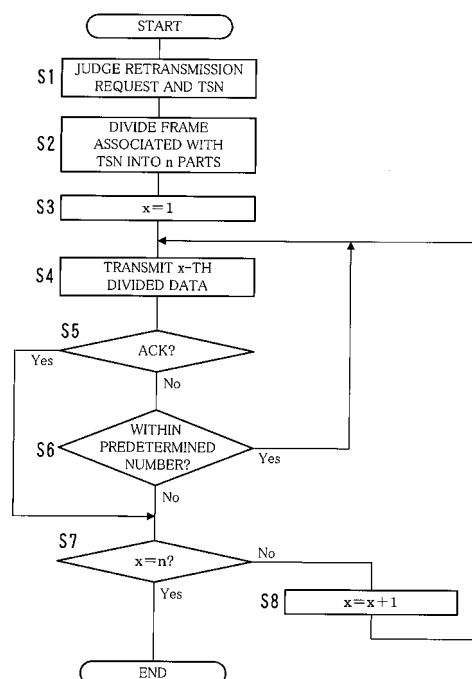 START
S1
JUDGE RETRANSMISSION
REQUEST AND TSN
S2
DIVIDE FRAME
ASSOCIATED WITH
TSN INTO n PARTS
S3
x=1
S4
TRANSMIT x-TH
DIVIDED DATA
S5
ACK?
Yes
No
S6
WITHIN
PREDETERMINED
NUMBER?
Yes
No
S7
x=n?
No
Yes
S8
x=x+1
END